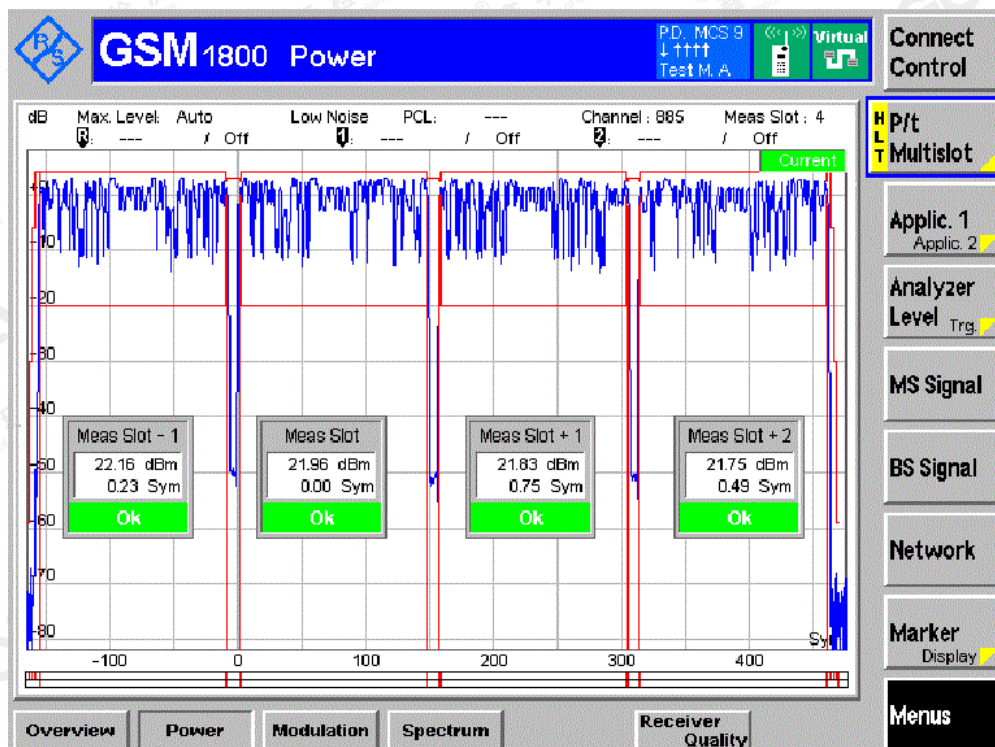 R/S
GSM 1800 Power
P.D. MCS 9
↓ ↑↑↑↑
Test M. A
Virtual
Connect Control
dB Max. Level: Auto Low Noise PCL: --- Channel : 885 Meas Slot : 4
R: --- / Off 1: --- / Off 2: --- / Off
Current
+0
-10
-20
-30
-40
-50
-60
-70
-80
Meas Slot - 1
22.16 dBm
0.23 Sym
Ok
Meas Slot
21.96 dBm
0.00 Sym
Ok
Meas Slot + 1
21.83 dBm
0.75 Sym
Ok
Meas Slot + 2
21.75 dBm
0.49 Sym
Ok
Sym
-100 0 100 200 300 400
HLT
P/t Multislot
Applic. 1
Applic. 2
Analyzer Level Trg.
MS Signal
BS Signal
Network
Marker
Display
Menus
Overview Power Modulation Spectrum Receiver Quality